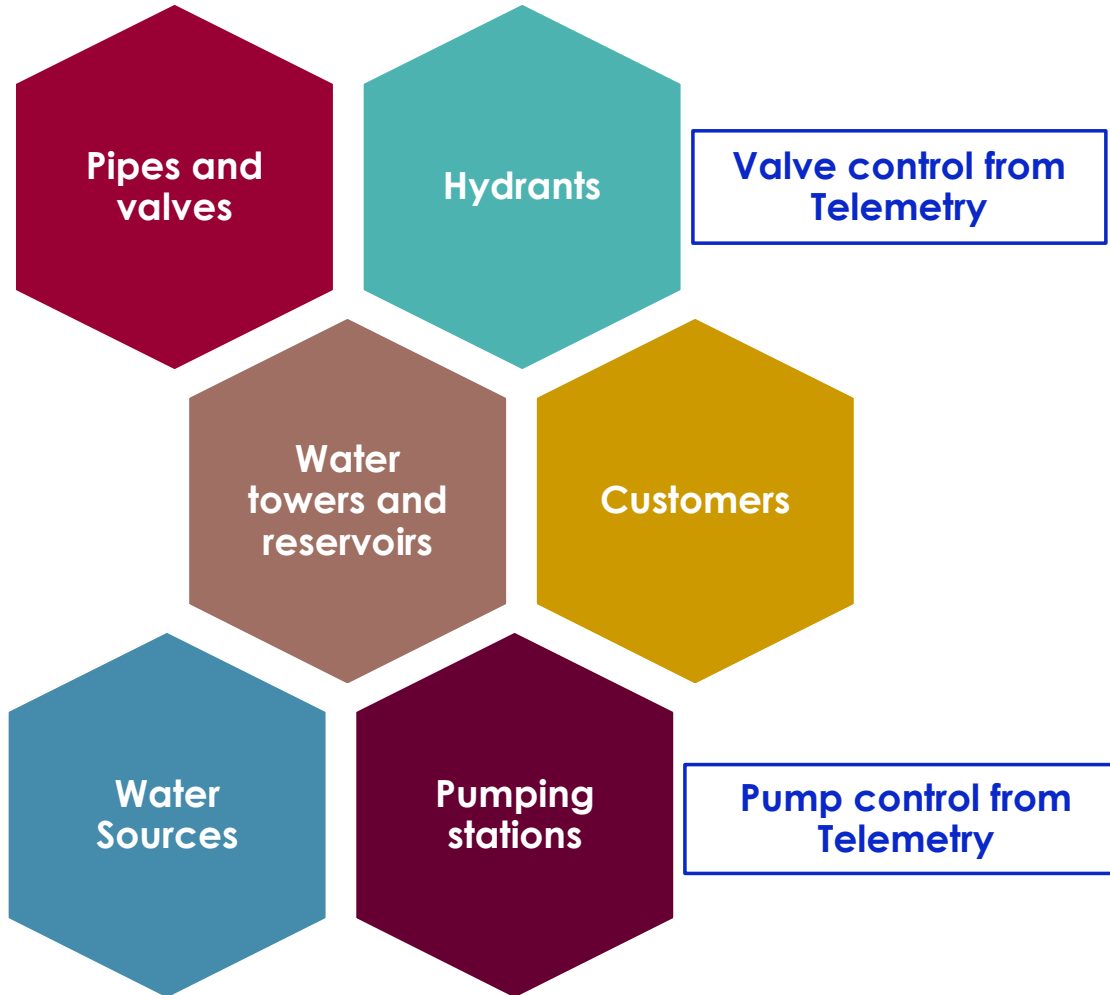 Pipes and
valves
Hydrants
Valve control from
Telemetry
Water
towers and
reservoirs
Customers
Water
Sources
Pumping
stations
Pump control from
Telemetry